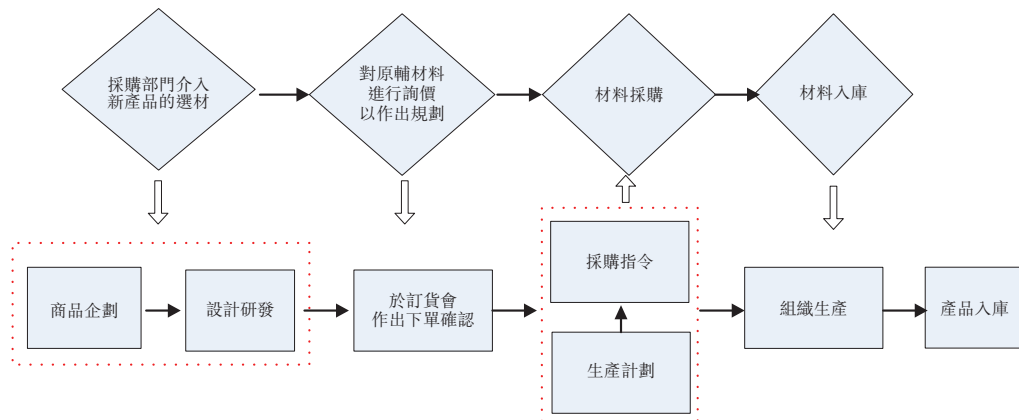 採購部門介入
新產品的選材
對原輔材料
進行詢價
以作出規劃
材料採購
材料入庫
商品企劃
設計研發
於訂貨會
作出下單確認
採購指令
生產計劃
組織生產
產品入庫